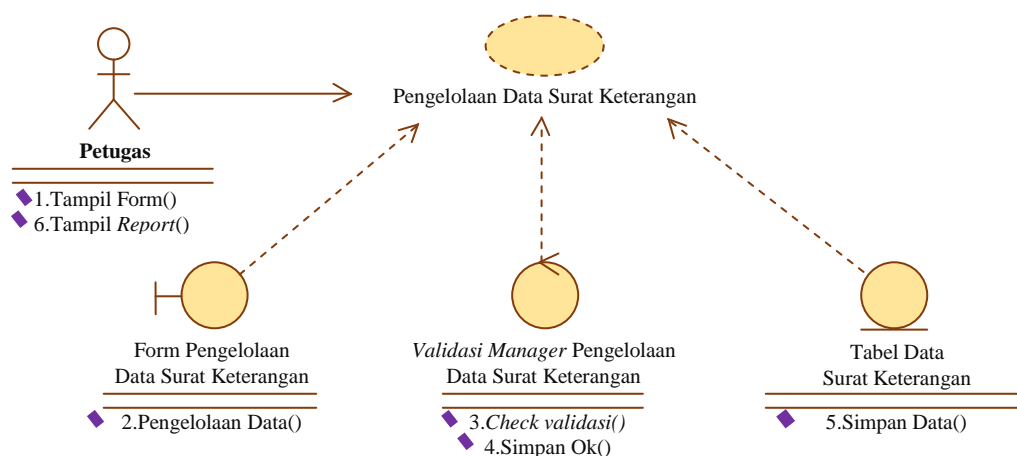 Pengelolaan Data Surat Keterangan
Petugas
1.Tampil Form()
6.Tampil Report()
Form Pengelolaan
Data Surat Keterangan
2.Pengelolaan Data()
Validasi Manager Pengelolaan
Data Surat Keterangan
3.Check validasi()
4.Simpan Ok()
Tabel Data
Surat Keterangan
5.Simpan Data()